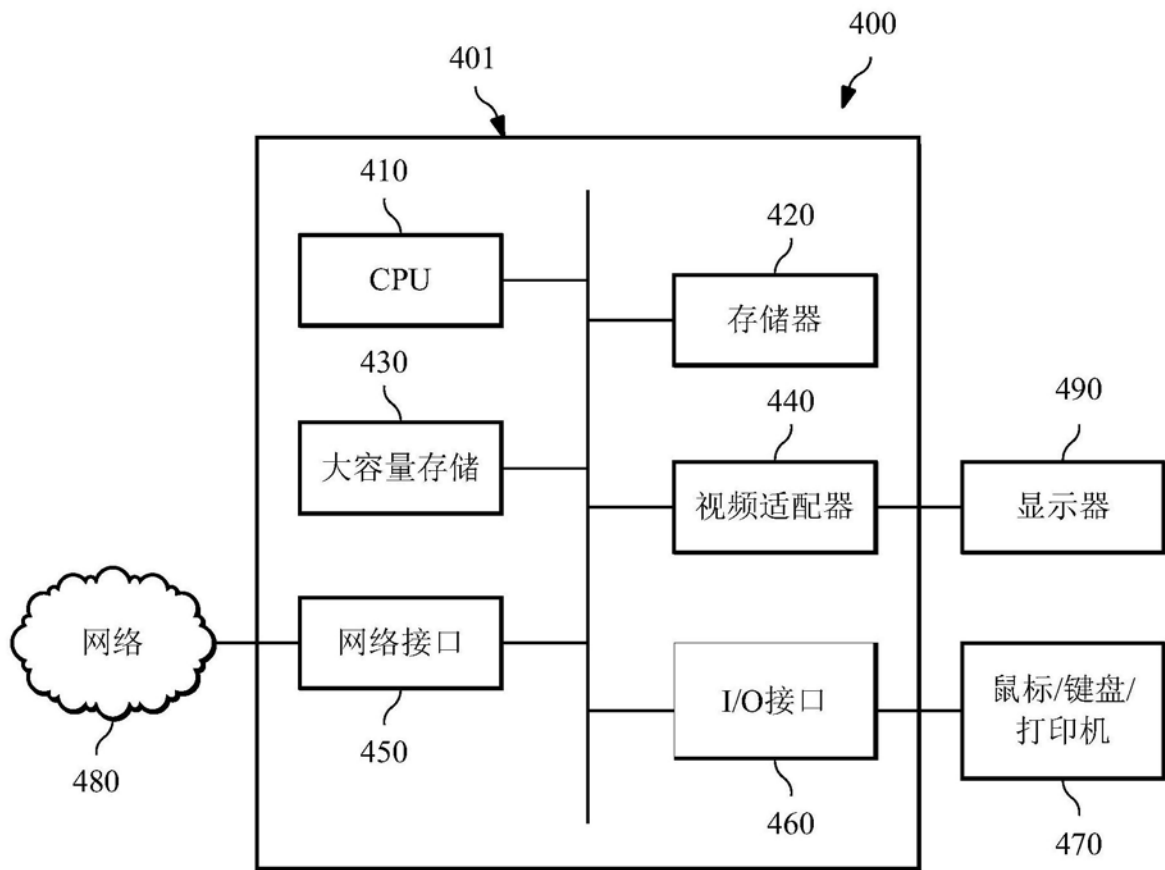 400
401
410
CPU
420
存储器
430
大容量存储
440
视频适配器
490
显示器
网络
480
网络接口
450
I/O接口
460
鼠标/键盘/
打印机
470